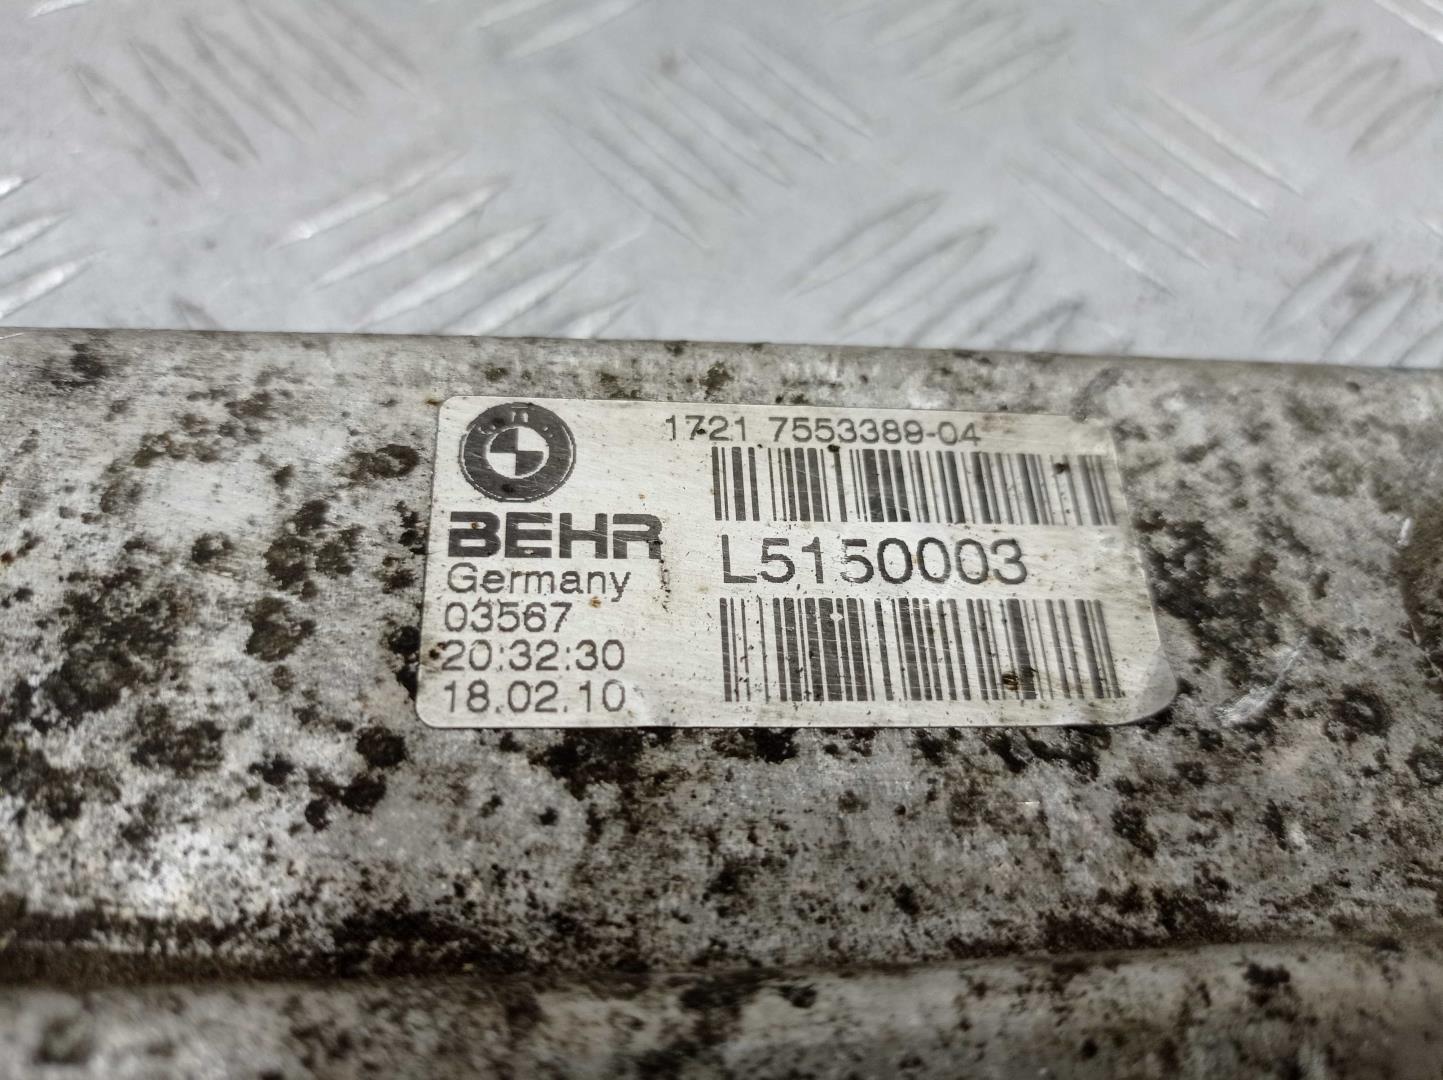 1721 7553389-04
BEHR
L5150003
Germany
03567
20:32:30
18.02.10